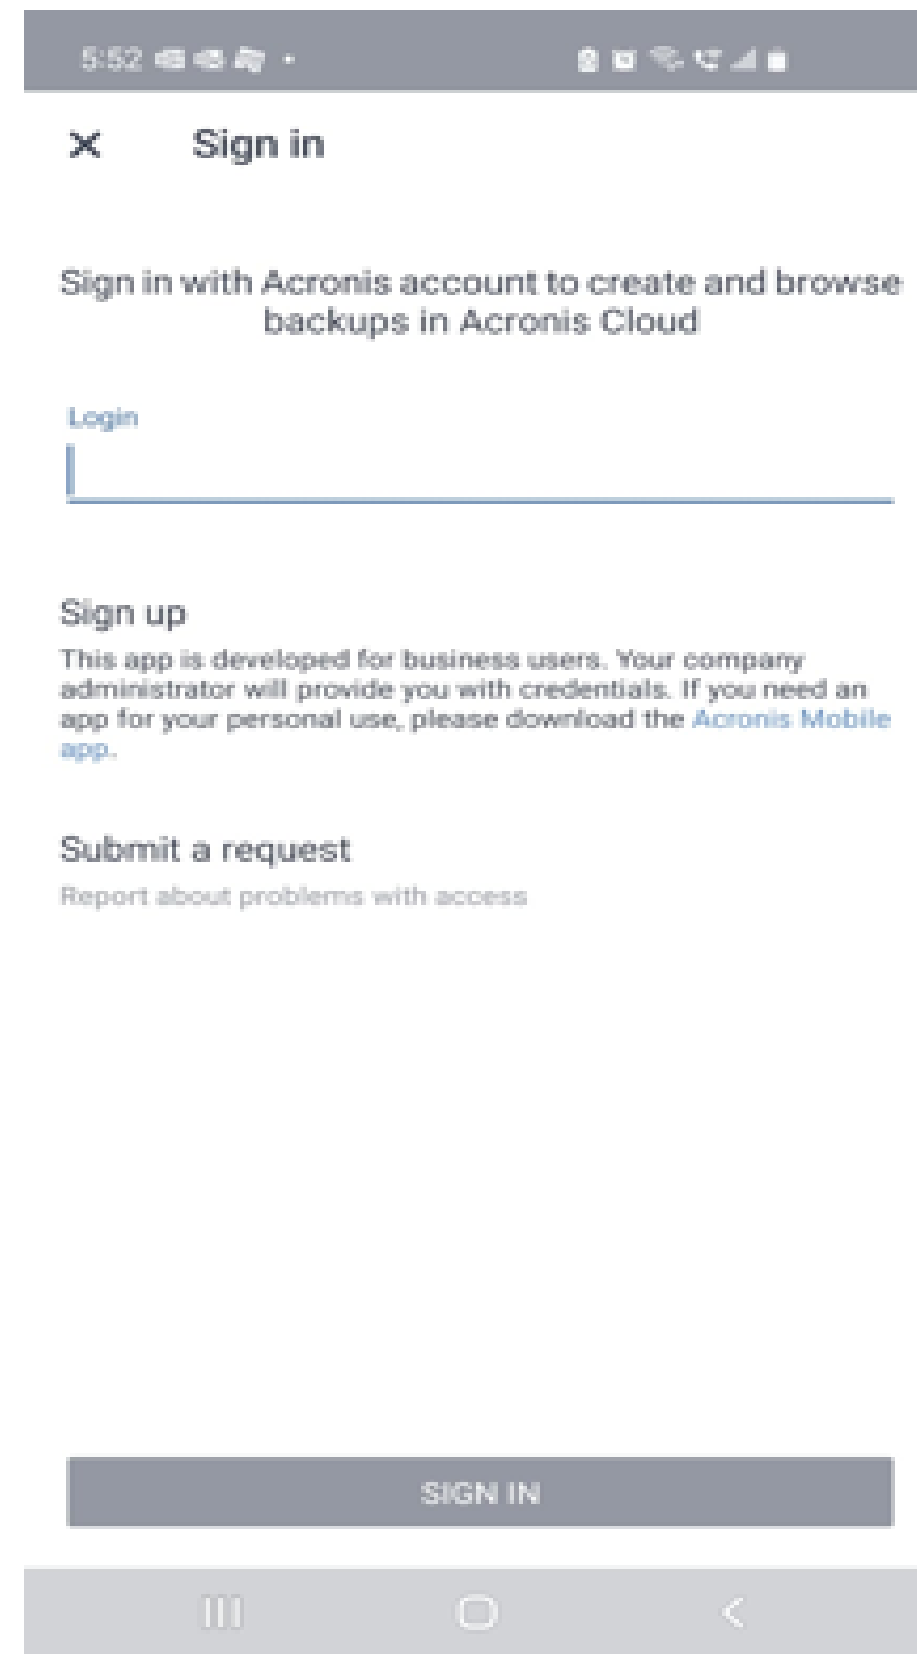 5:52
Sign in
Sign in with Acronis account to create and browse
backups in Acronis Cloud
Login
Sign up
This app is developed for business users. Your company
administrator will provide you with credentials. If you need an
app for your personal use, please download the Acronis Mobile
app.
Submit a request
Report about problems with access
SIGN IN